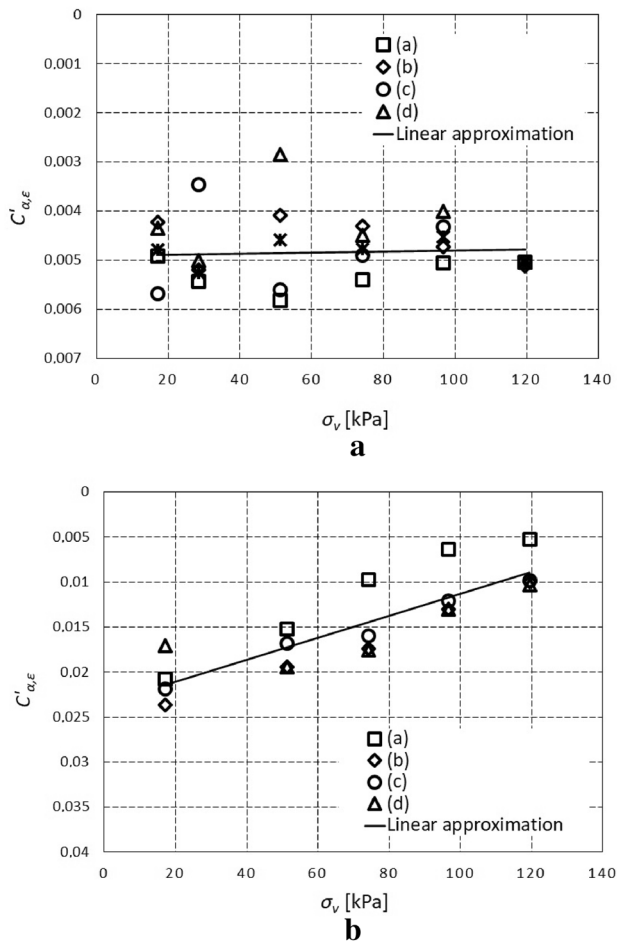 0
0,001
0,002
0,003
0,004
0,005
0,006
0,007
C'α,ε
(a)
(b)
(c)
(d)
Linear approximation
0 20 40 60 80 100 120 140
σv [kPa]
a
0
0,005
0,01
0,015
0,02
0,025
0,03
0,035
0,04
C'α,ε
(a)
(b)
(c)
(d)
Linear approximation
0 20 40 60 80 100 120 140
σv [kPa]
b